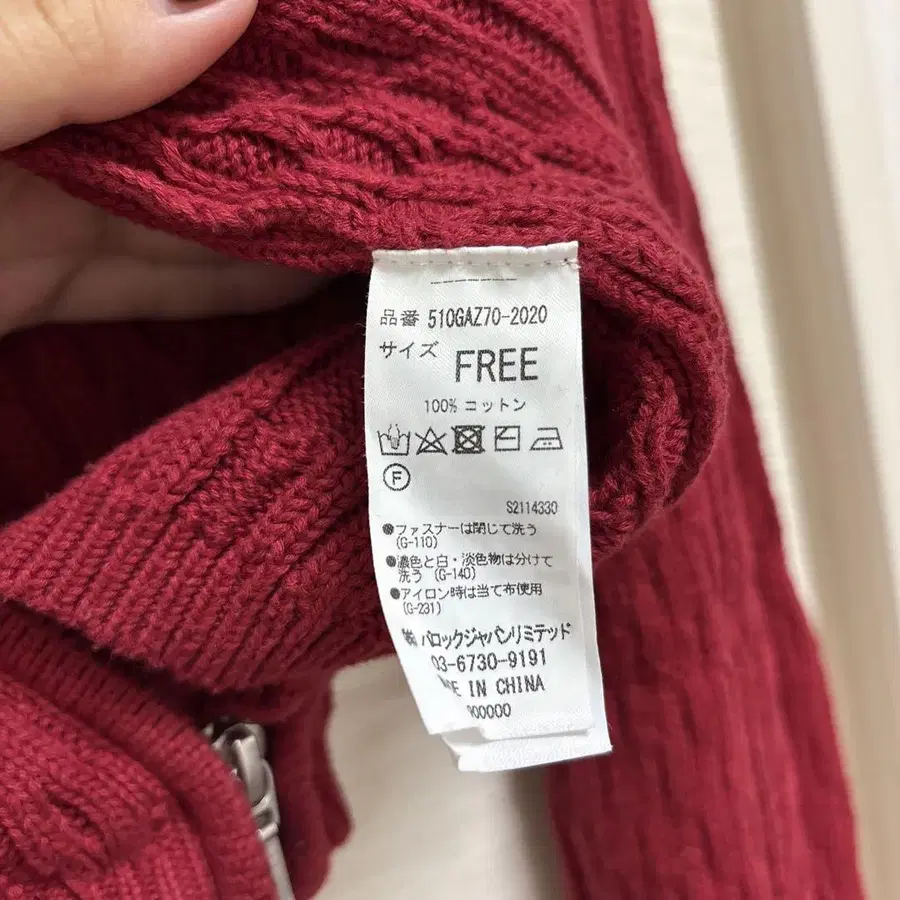 品番 510GAZ70-2020
サイズ
FREE
100% コットン
F
S2114330
●ファスナーは閉じて洗う
(G-110)
●濃色と白・淡色物は分けて
洗う (G-140)
●アイロン時は当て布使用
(G-231)
バロックジャパンリミテッド
03-6730-9191
E IN CHINA
00000